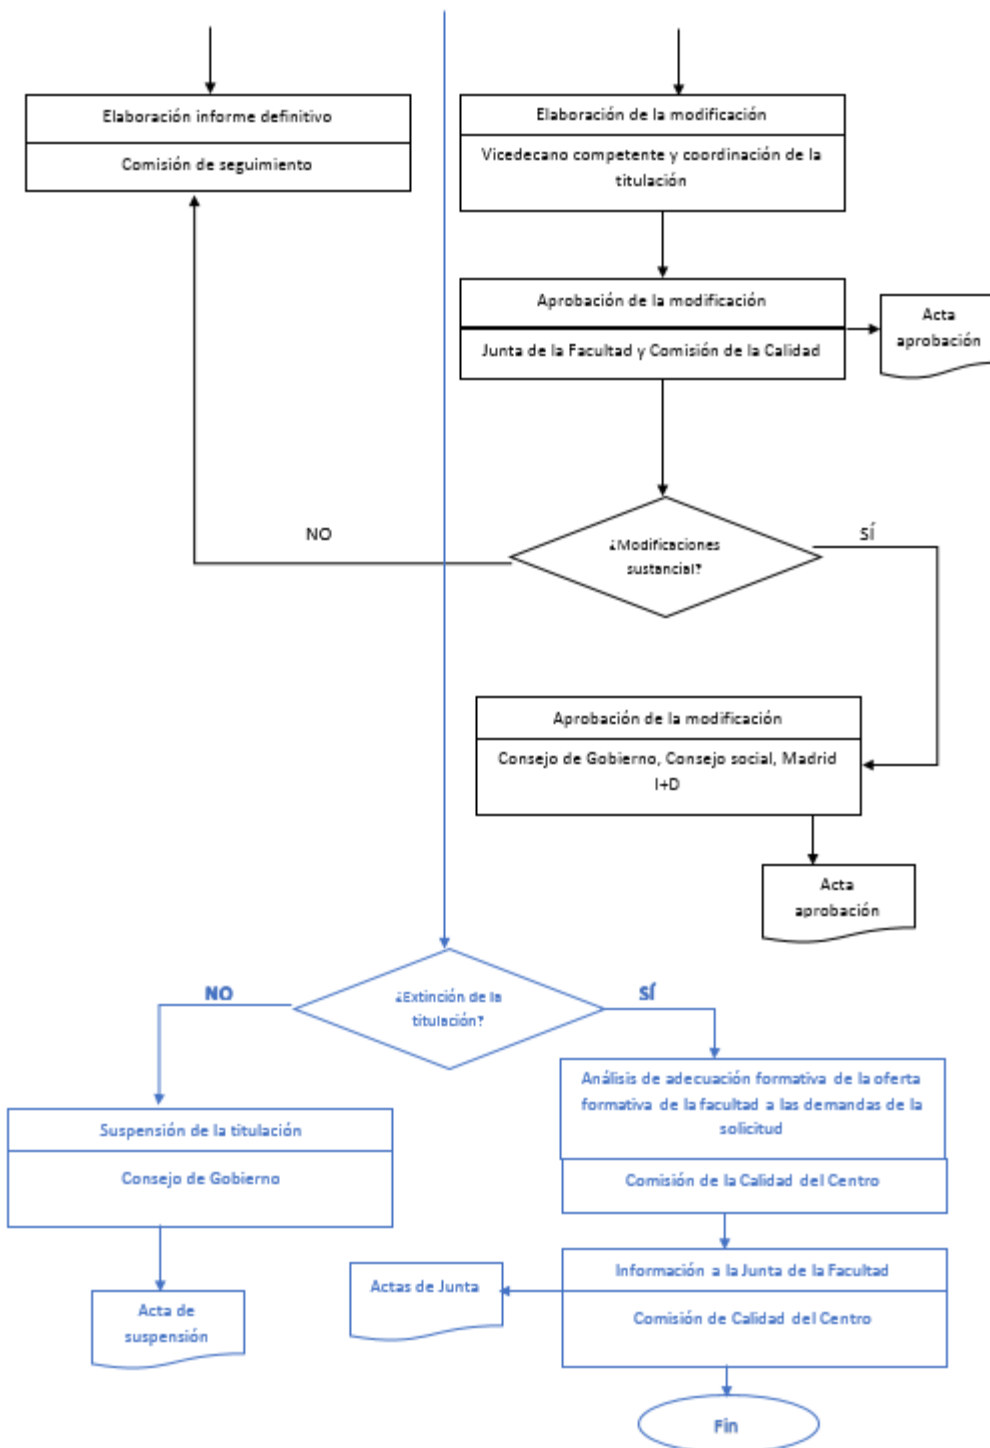 Elaboración informe definitivo
Comisión de seguimiento
Elaboración de la modificación
Vicedecano competente y coordinación de la
titulación
Aprobación de la modificación
Junta de la Facultad y Comisión de la Calidad
Acta
aprobación
NO
¿Modificaciones
sustancial?
SÍ
Aprobación de la modificación
Consejo de Gobierno, Consejo social, Madrid
I+D
Acta
aprobación
NO
¿Extinción de la
titulación?
SÍ
Suspensión de la titulación
Consejo de Gobierno
Acta de
suspensión
Análisis de adecuación formativa de la oferta
formativa de la facultad a las demandas de la
solicitud
Comisión de la Calidad del Centro
Información a la Junta de la Facultad
Comisión de Calidad del Centro
Actas de Junta
Fin